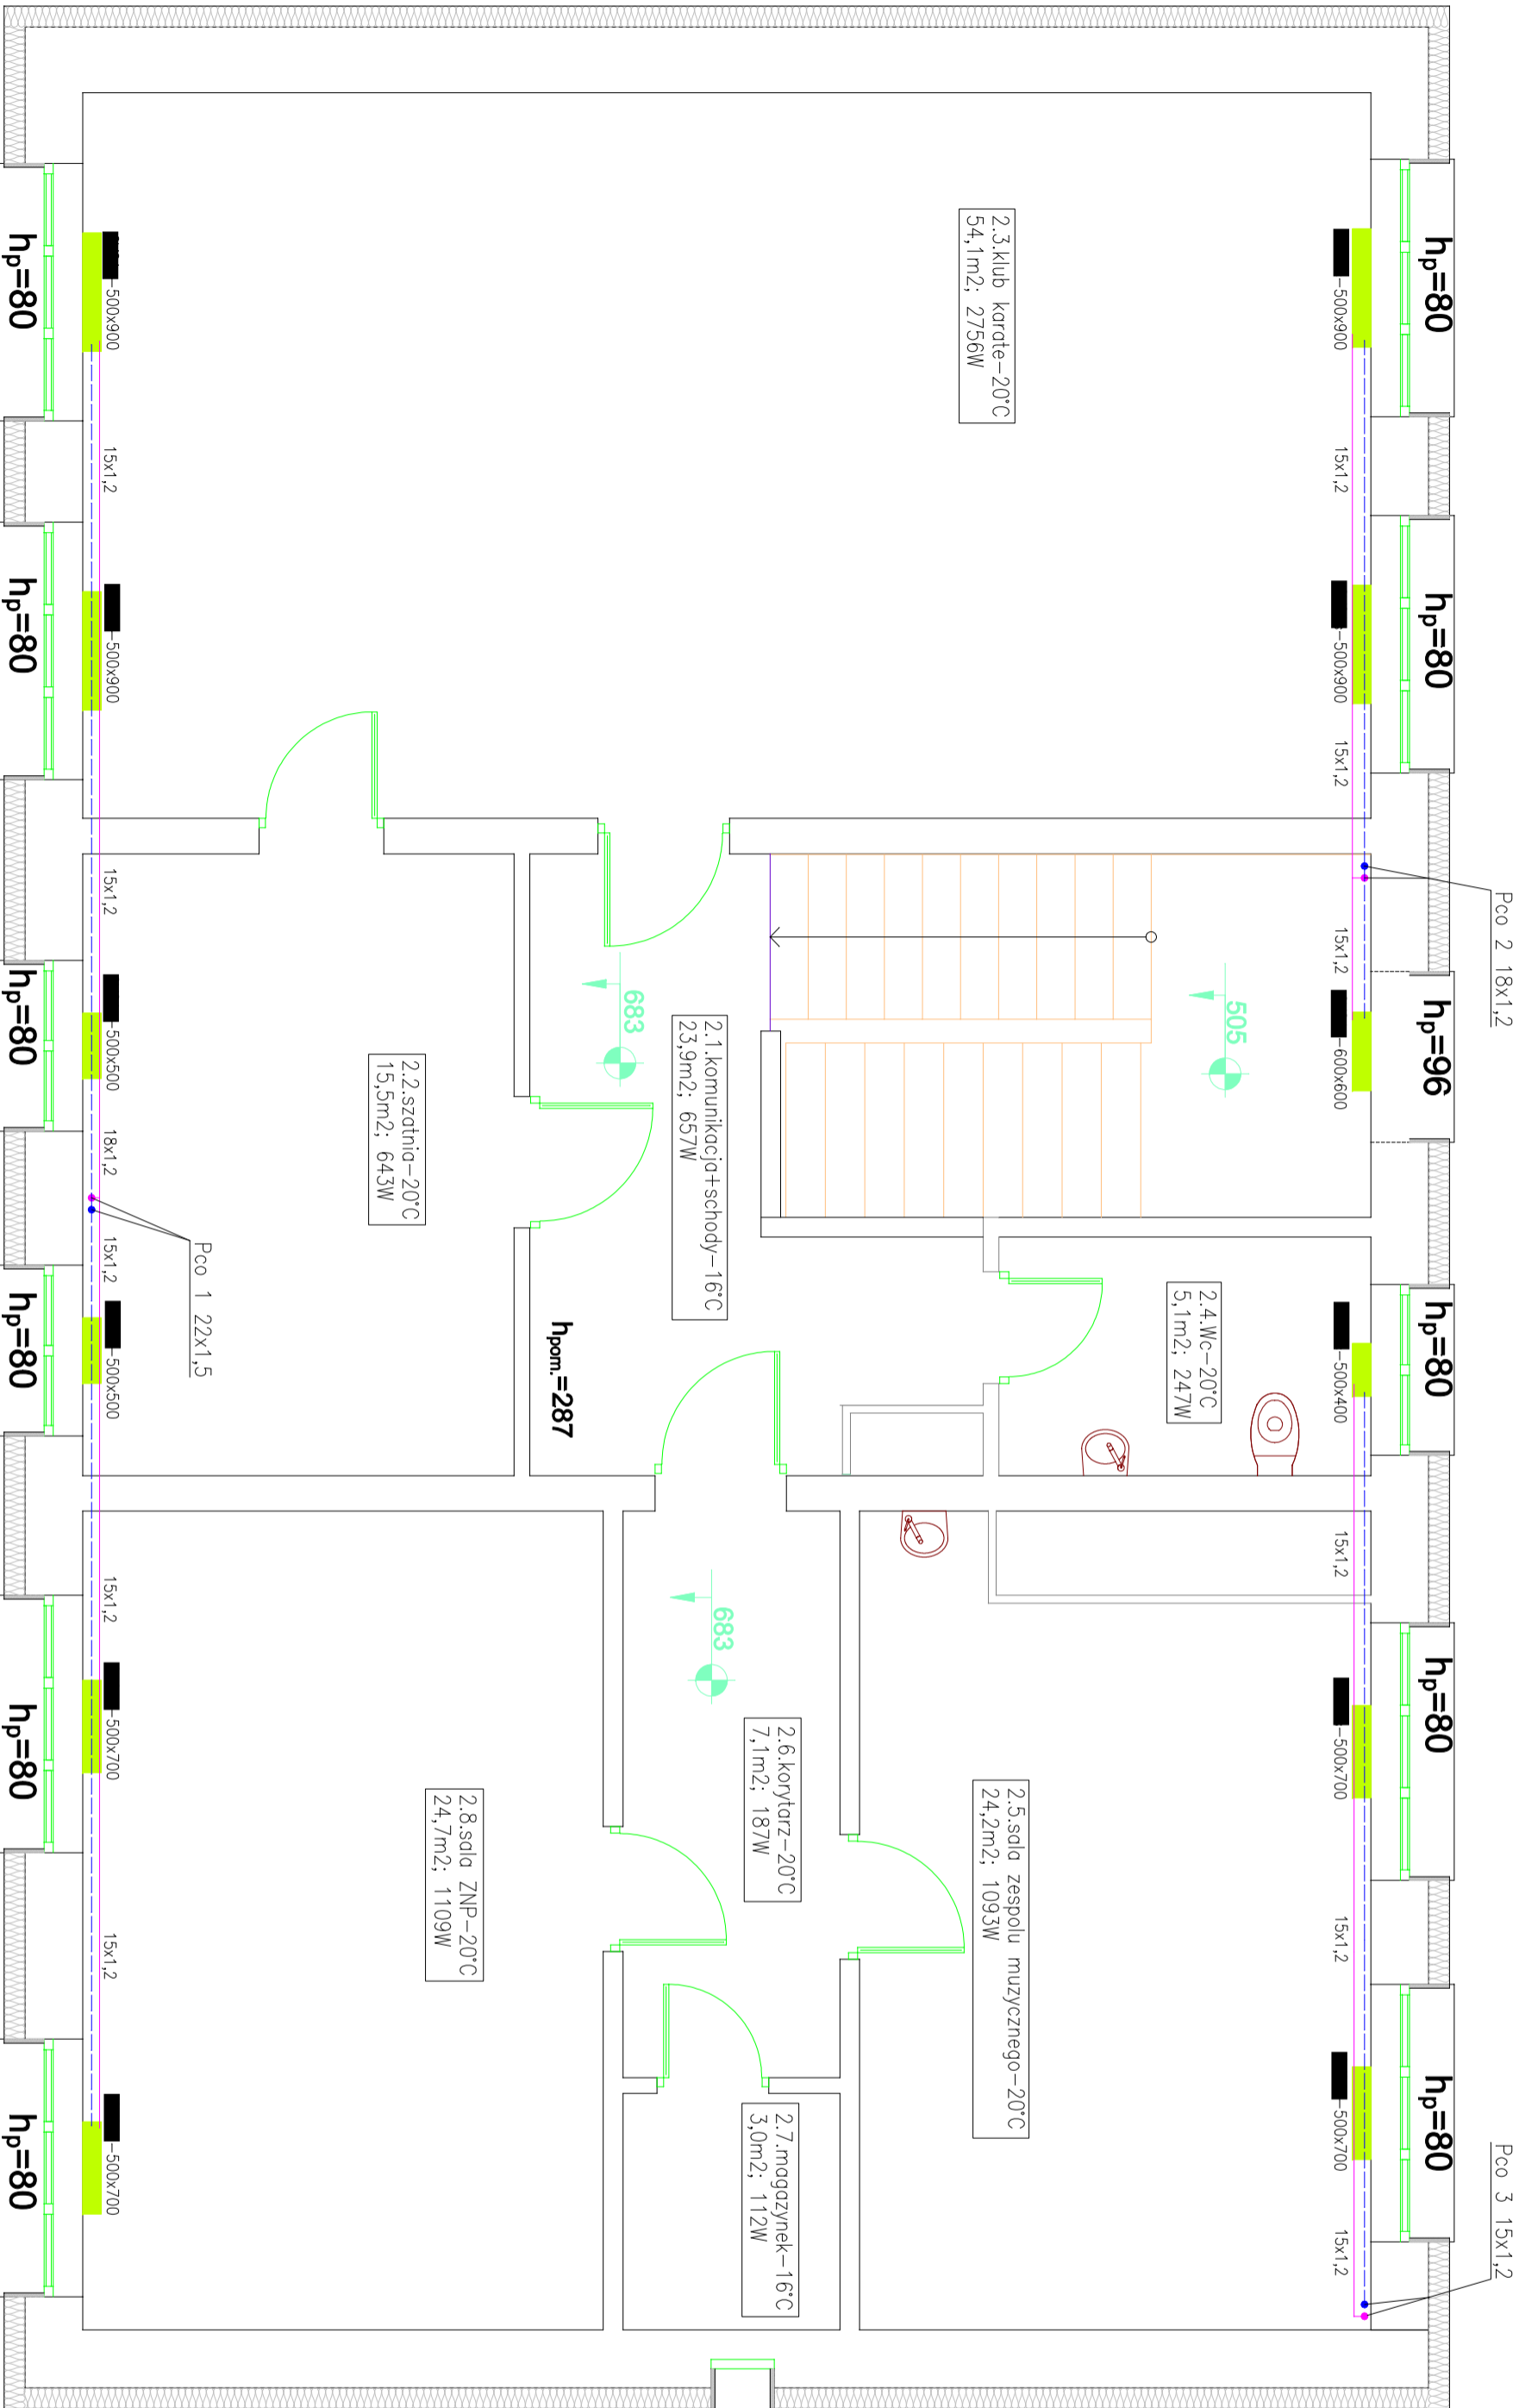 Pco 2 18x1,2
Pco 3 15x1,2
hp=80
hp=80
hp=96
hp=80
hp=80
hp=80
-500x900
15x1,2
-500x900
15x1,2
15x1,2
-600x600
-500x400
15x1,2
-500x700
15x1,2
-500x700
15x1,2
505
2.4.Wc-20°C
5,1m2; 247W
2.3.klub karate-20°C
54,1m2; 2756W
2.5.sala zespolu muzycznego-20°C
24,2m2; 1093W
2.6.korytarz-20°C
7,1m2; 187W
2.7.magazynek-16°C
3,0m2; 112W
683
2.1.komunikacja+schody-16°C
23,9m2; 657W
683
hpom.=287
2.8.sala ZNP-20°C
24,7m2; 1109W
2.2.szatnia-20°C
15,5m2; 643W
Pco 1 22x1,5
-500x900
15x1,2
-500x900
15x1,2
-500x500
18x1,2
15x1,2
-500x500
15x1,2
-500x700
15x1,2
-500x700
hp=80
hp=80
hp=80
hp=80
hp=80
hp=80